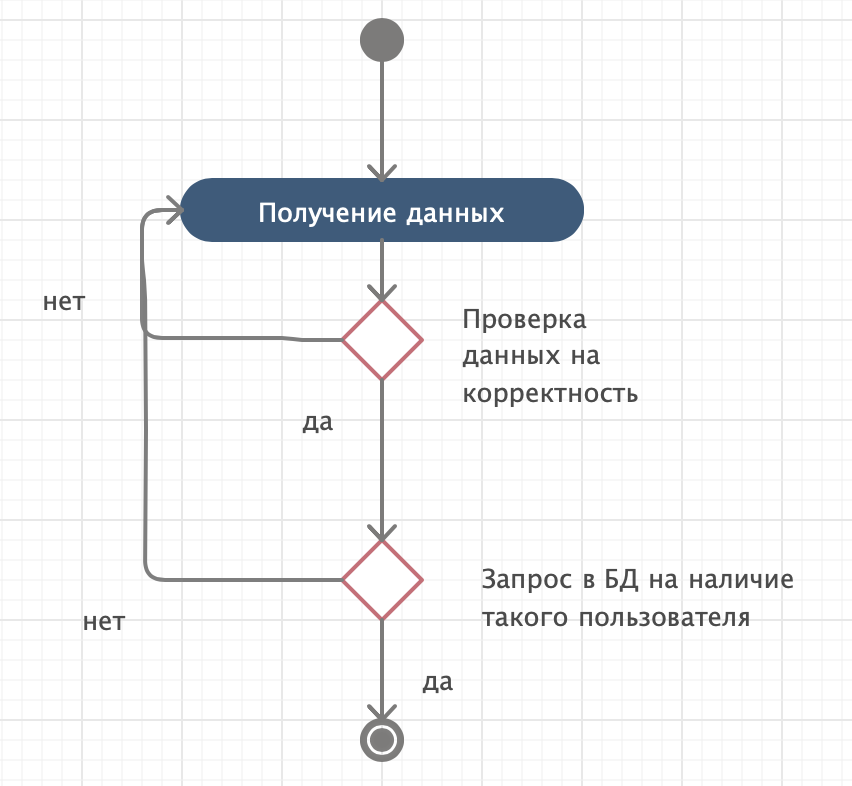 Получение данных
нет
Проверка
данных на
корректность
да
Запрос в БД на наличие
такого пользователя
нет
да